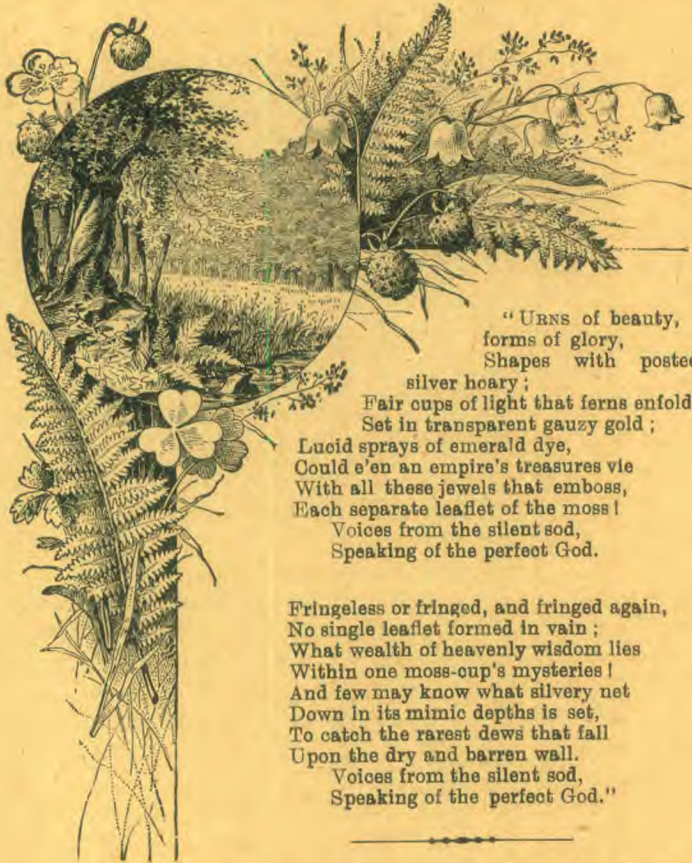 "URNS of beauty,
forms of glory,
Shapes with posted
silver hoary ;
Fair cups of light that ferns enfold
Set in transparent gauzy gold ;
Lucid sprays of emerald dye,
Could e'en an empire's treasures vie
With all these jewels that emboss,
Each separate leaflet of the moss !
Voices from the silent sod,
Speaking of the perfect God.
Fringeless or fringed, and fringed again,
No single leaflet formed in vain ;
What wealth of heavenly wisdom lies
Within one moss-cup's mysteries !
And few may know what silvery net
Down in its mimic depths is set,
To catch the rarest dews that fall
Upon the dry and barren wall.
Voices from the silent sod,
Speaking of the perfect God."